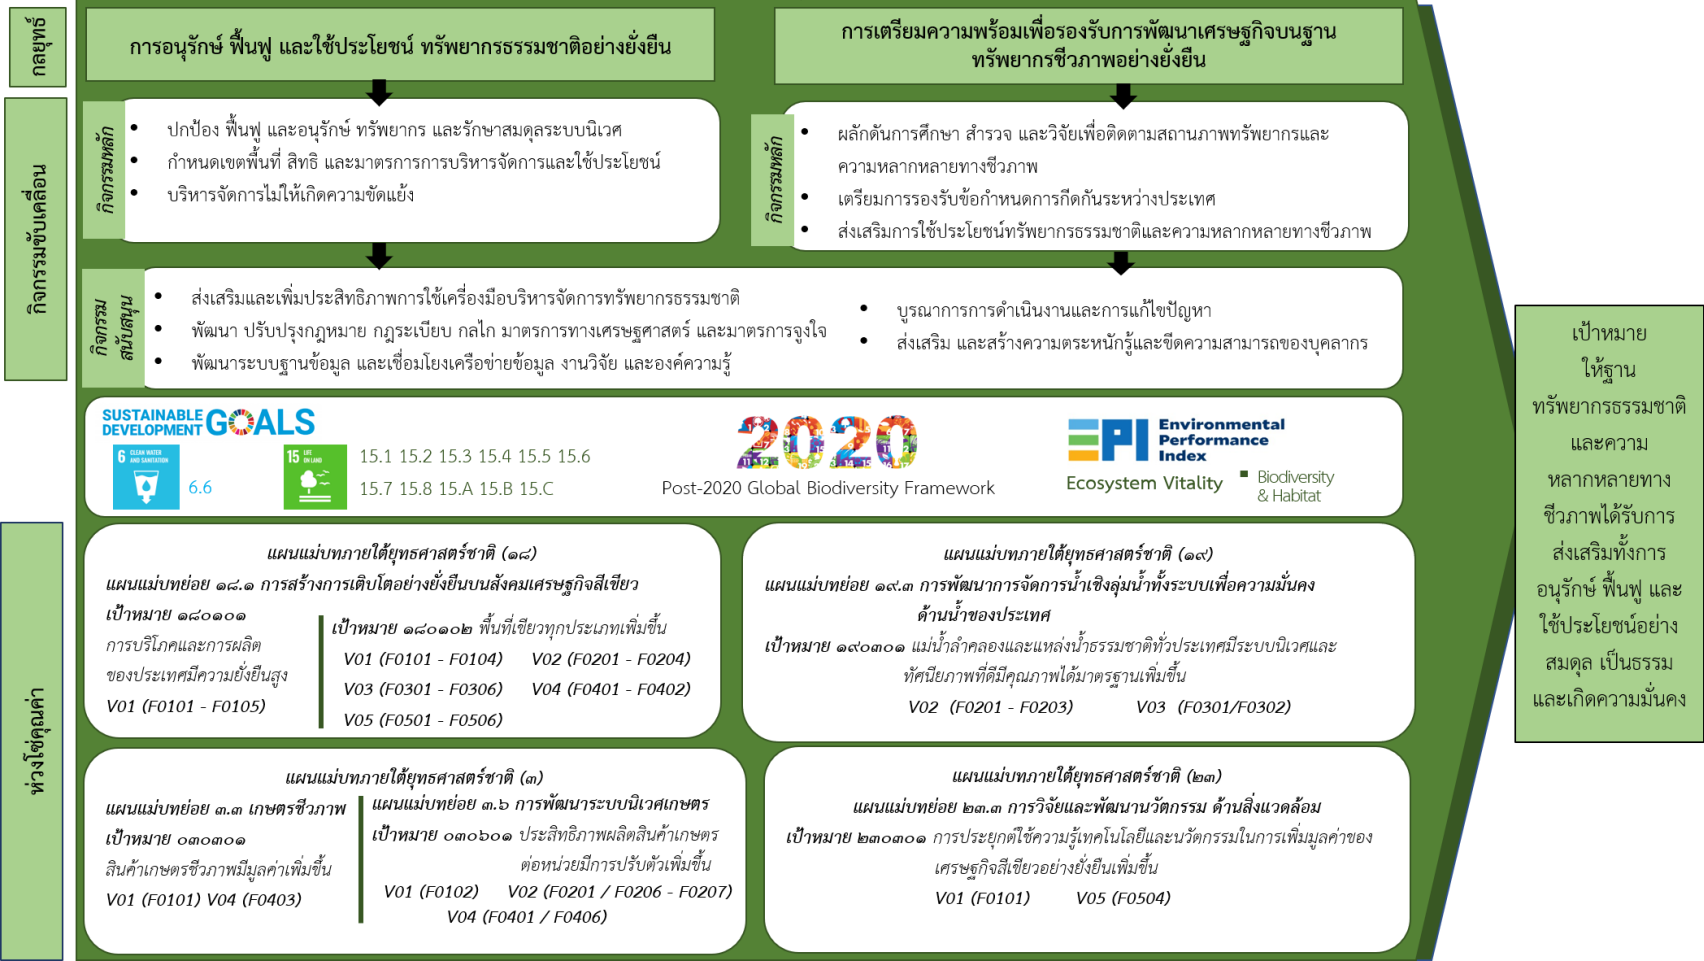 กลยุทธ์
การอนุรักษ์ ฟื้นฟู และใช้ประโยชน์ ทรัพยากรธรรมชาติอย่างยั่งยืน
การเตรียมความพร้อมเพื่อรองรับการพัฒนาเศรษฐกิจบนฐาน
ทรัพยากรชีวภาพอย่างยั่งยืน
กิจกรรมขับเคลื่อน
กิจกรรมหลัก
• ปกป้อง ฟื้นฟู และอนุรักษ์ ทรัพยากร และรักษาสมดุลระบบนิเวศ
• กำหนดเขตพื้นที่ สิทธิ และมาตรการการบริหารจัดการและใช้ประโยชน์
• บริหารจัดการไม่ให้เกิดความขัดแย้ง
กิจกรรมหลัก
• ผลักดันการศึกษา สำรวจ และวิจัยเพื่อติดตามสถานภาพทรัพยากรและ
ความหลากหลายทางชีวภาพ
• เตรียมการรองรับข้อกำหนดการกีดกันระหว่างประเทศ
• ส่งเสริมการใช้ประโยชน์ทรัพยากรธรรมชาติและความหลากหลายทางชีวภาพ
กิจกรรม
สนับสนุน
• ส่งเสริมและเพิ่มประสิทธิภาพการใช้เครื่องมือบริหารจัดการทรัพยากรธรรมชาติ
• พัฒนา ปรับปรุงกฎหมาย กฎระเบียบ กลไก มาตรการทางเศรษฐศาสตร์ และมาตรการจูงใจ
• พัฒนาระบบฐานข้อมูล และเชื่อมโยงเครือข่ายข้อมูล งานวิจัย และองค์ความรู้
• บูรณาการการดำเนินงานและการแก้ไขปัญหา
• ส่งเสริม และสร้างความตระหนักรู้และขีดความสามารถของบุคลากร
SUSTAINABLE
DEVELOPMENT GOALS
6 CLEAN WATER
AND SANITATION
6.6
15 LIFE
ON LAND
15.1 15.2 15.3 15.4 15.5 15.6
15.7 15.8 15.A 15.B 15.C
2020
Post-2020 Global Biodiversity Framework
EPI Environmental
Performance
Index
Ecosystem Vitality
▪ Biodiversity
& Habitat
ห่วงโซ่คุณค่า
แผนแม่บทภายใต้ยุทธศาสตร์ชาติ (๑๘)
แผนแม่บทย่อย ๑๘.๑ การสร้างการเติบโตอย่างยั่งยืนบนสังคมเศรษฐกิจสีเขียว
เป้าหมาย ๑๘๐๑๐๑
การบริโภคและการผลิต
ของประเทศมีความยั่งยืนสูง
V01 (F0101 - F0105)
เป้าหมาย ๑๘๐๑๐๒ พื้นที่เขียวทุกประเภทเพิ่มขึ้น
V01 (F0101 - F0104) V02 (F0201 - F0204)
V03 (F0301 - F0306) V04 (F0401 - F0402)
V05 (F0501 - F0506)
แผนแม่บทภายใต้ยุทธศาสตร์ชาติ (๑๙)
แผนแม่บทย่อย ๑๙.๓ การพัฒนาการจัดการน้ำเชิงลุ่มน้ำทั้งระบบเพื่อความมั่นคง
ด้านน้ำของประเทศ
เป้าหมาย ๑๙๐๓๐๑ แม่น้ำลำคลองและแหล่งน้ำธรรมชาติทั่วประเทศมีระบบนิเวศและ
ทัศนียภาพที่ดีมีคุณภาพได้มาตรฐานเพิ่มขึ้น
V02 (F0201 - F0203) V03 (F0301/F0302)
แผนแม่บทภายใต้ยุทธศาสตร์ชาติ (๓)
แผนแม่บทย่อย ๓.๓ เกษตรชีวภาพ
เป้าหมาย ๐๓๐๓๐๑
สินค้าเกษตรชีวภาพมีมูลค่าเพิ่มขึ้น
V01 (F0101) V04 (F0403)
แผนแม่บทย่อย ๓.๖ การพัฒนาระบบนิเวศเกษตร
เป้าหมาย ๐๓๐๖๐๑ ประสิทธิภาพผลิตสินค้าเกษตร
ต่อหน่วยมีการปรับตัวเพิ่มขึ้น
V01 (F0102) V02 (F0201 / F0206 - F0207)
V04 (F0401 / F0406)
แผนแม่บทภายใต้ยุทธศาสตร์ชาติ (๒๓)
แผนแม่บทย่อย ๒๓.๓ การวิจัยและพัฒนานวัตกรรม ด้านสิ่งแวดล้อม
เป้าหมาย ๒๓๐๓๐๑ การประยุกต์ใช้ความรู้เทคโนโลยีและนวัตกรรมในการเพิ่มมูลค่าของ
เศรษฐกิจสีเขียวอย่างยั่งยืนเพิ่มขึ้น
V01 (F0101) V05 (F0504)
เป้าหมาย
ให้ฐาน
ทรัพยากรธรรมชาติ
และความ
หลากหลายทาง
ชีวภาพได้รับการ
ส่งเสริมทั้งการ
อนุรักษ์ ฟื้นฟู และ
ใช้ประโยชน์อย่าง
สมดุล เป็นธรรม
และเกิดความมั่นคง